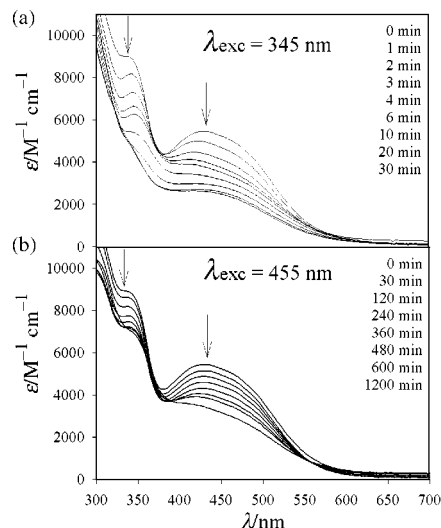 (a)
λexc = 345 nm
0 min
1 min
2 min
3 min
4 min
6 min
10 min
20 min
30 min
10000
8000
6000
4000
2000
0
ε/M⁻¹ cm⁻¹
(b)
λexc = 455 nm
0 min
30 min
120 min
240 min
360 min
480 min
600 min
1200 min
10000
8000
6000
4000
2000
0
ε/M⁻¹ cm⁻¹
300 350 400 450 500 550 600 650 700
λ/nm